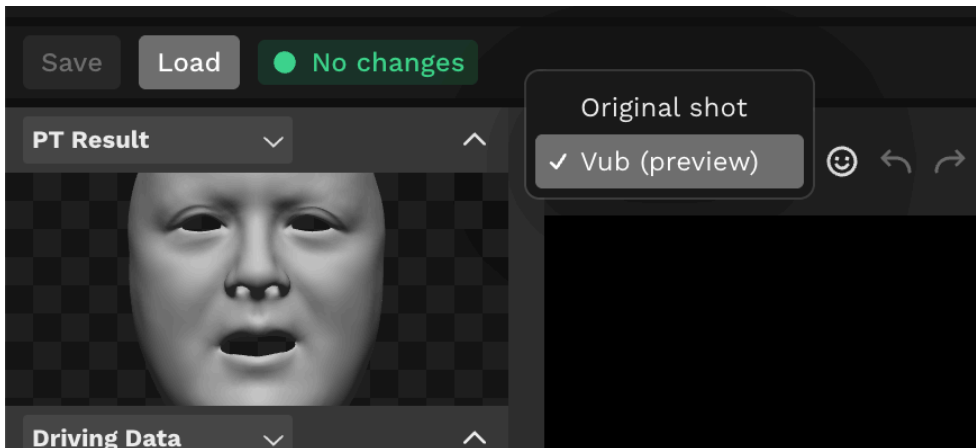 Save
Load
No changes
Original shot
Vub (preview)
PT Result
Driving Data